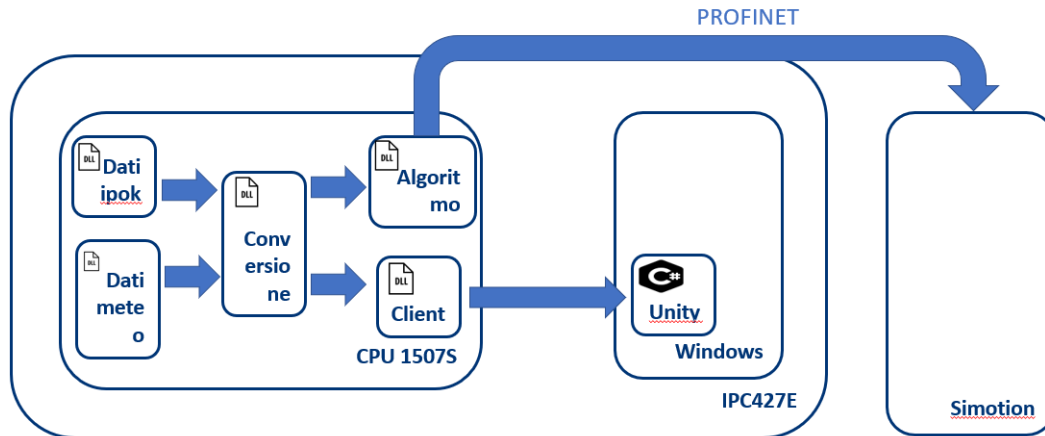 PROFINET
DLL
Dati
ipok
DLL
Dati
mete
o
DLL
Conv
ersio
ne
DLL
Algorit
mo
DLL
Client
CPU 1507S
C#
Unity
Windows
IPC427E
Simotion